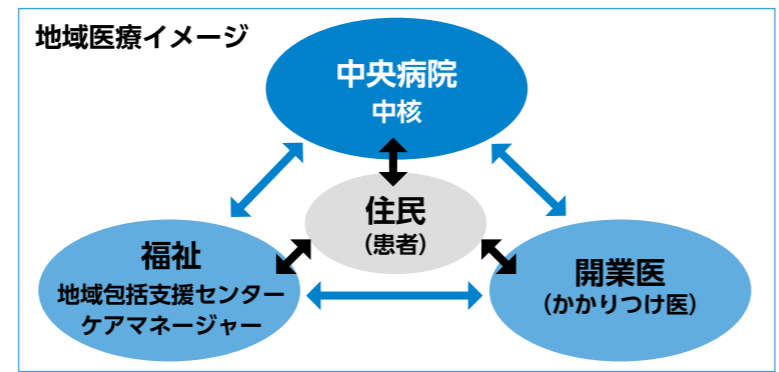 地域医療イメージ
中央病院
中核
住民
(患者)
福祉
地域包括支援センター
ケアマネージャー
開業医
(かかりつけ医)